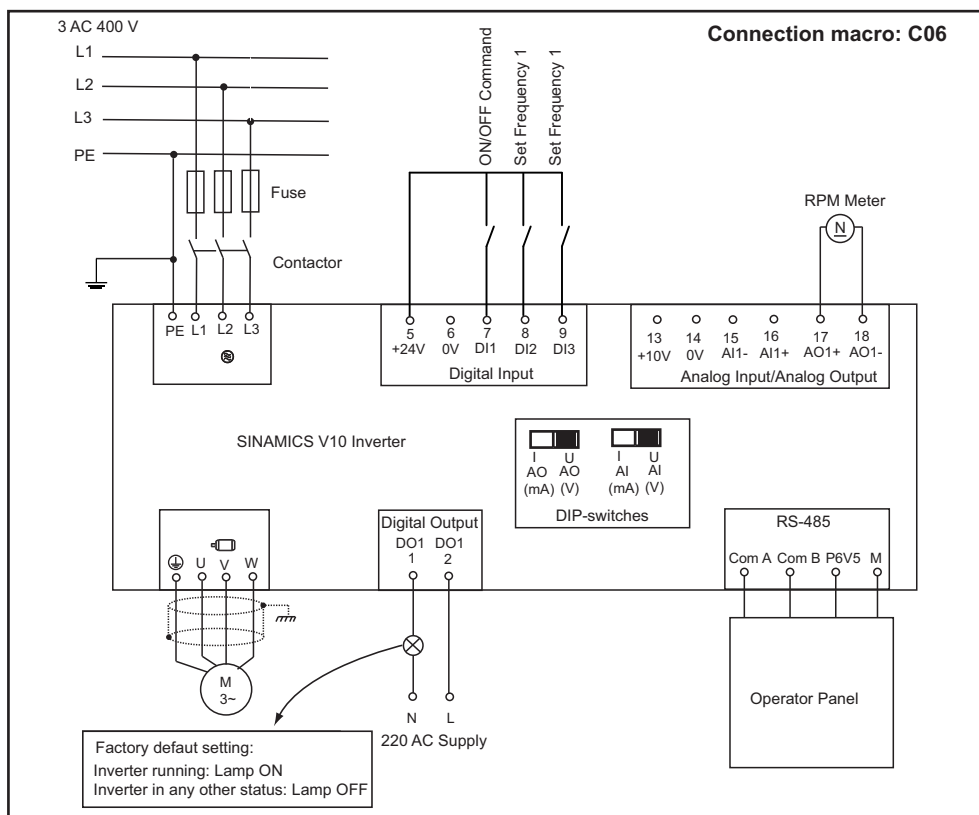 Connection macro: C06
3 AC 400 V
L1
L2
L3
PE
Fuse
Contactor
ON/OFF Command
Set Frequency 1
Set Frequency 1
RPM Meter
N
PE L1 L2 L3
5 6 7 8 9
+24V 0V DI1 DI2 DI3
Digital Input
13 14 15 16 17 18
+10V 0V AI1- AI1+ AO1+ AO1-
Analog Input/Analog Output
SINAMICS V10 Inverter
I U I U
AO AO AI AI
(mA) (V) (mA) (V)
DIP-switches
U V W
Digital Output
DO1 DO1
1 2
RS-485
Com A Com B P6V5 M
M
3~
N L
220 AC Supply
Operator Panel
Factory defaut setting:
Inverter running: Lamp ON
Inverter in any other status: Lamp OFF